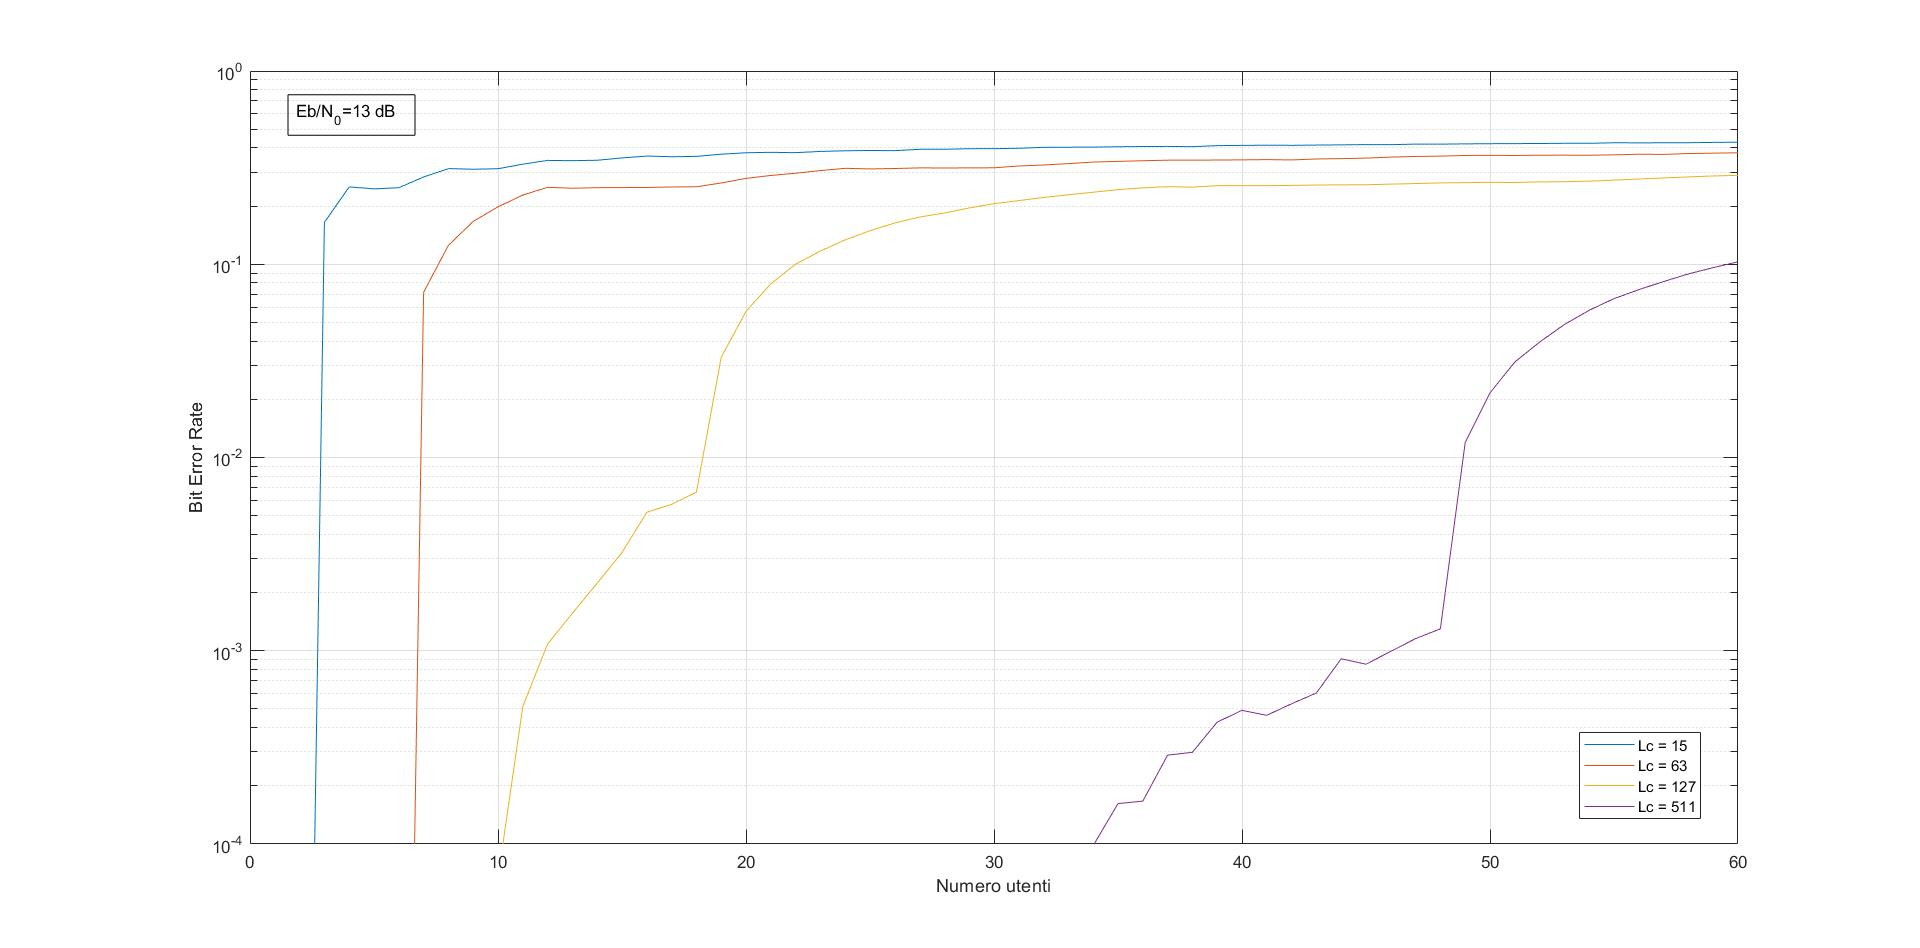 Eb/N0=13 dB
10^0
10^-1
10^-2
10^-3
10^-4
Bit Error Rate
0 10 20 30 40 50 60
Numero utenti
Lc = 15
Lc = 63
Lc = 127
Lc = 511